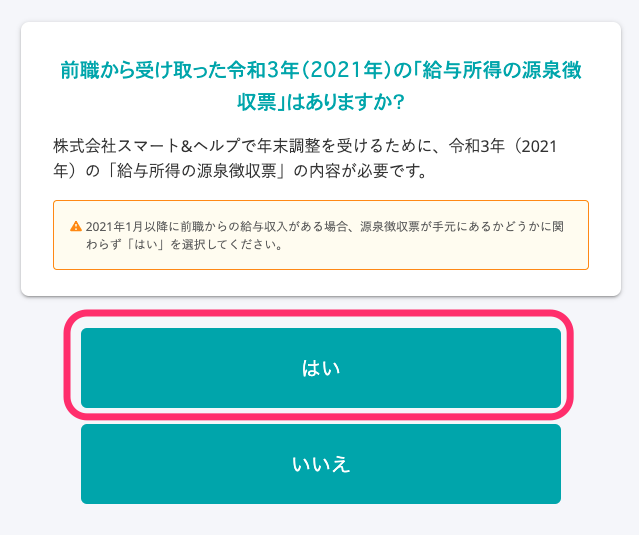 前職から受け取った令和3年（2021年）の「給与所得の源泉徴
収票」はありますか？
株式会社スマート&ヘルプで年末調整を受けるために、令和3年（2021
年）の「給与所得の源泉徴収票」の内容が必要です。
2021年1月以降に前職からの給与収入がある場合、源泉徴収票が手元にあるかどうかに関
わらず「はい」を選択してください。
はい
いいえ